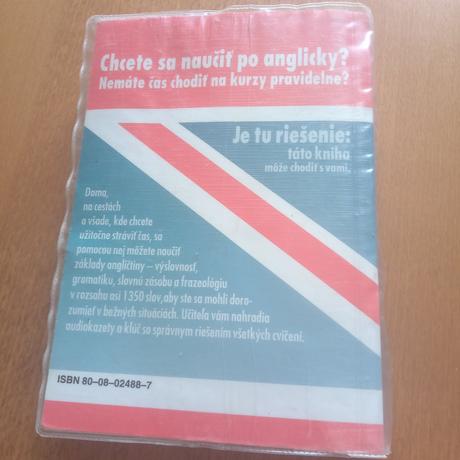 Chcete sa naučiť po anglicky?
Nemáte čas chodiť na kurzy pravidelne?
Je tu riešenie:
táto kniha
môže chodiť s vami.
Doma,
na cestách
a všade, kde chcete
užitočne stráviť čas, sa
pomocou nej môžete naučiť
základy angličtiny – výslovnosť,
gramatiku, slovnú zásobu a frazeológiu
v rozsahu asi 1350 slov, aby ste sa mohli doro-
zumieť v bežných situáciách. Učiteľa vám nahradia
audiokazety a kľúč so správnym riešením všetkých cvičení.
ISBN 80–08–02488–7